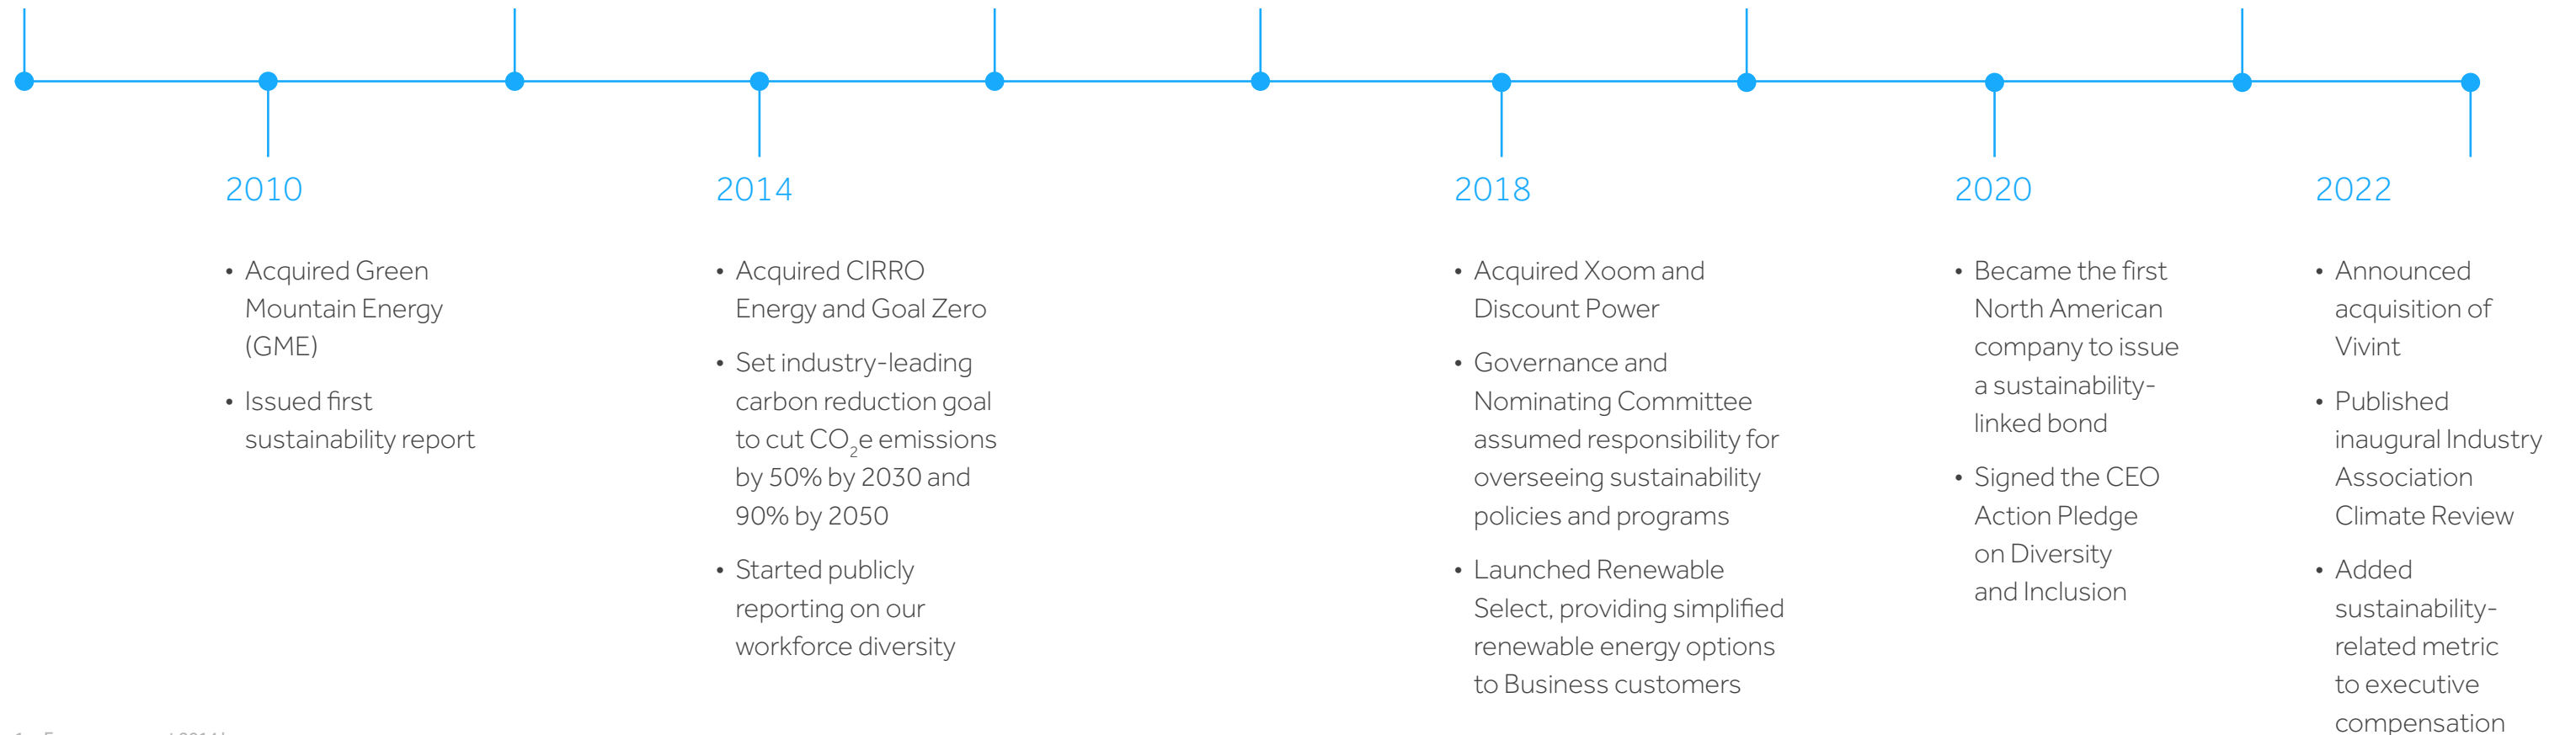 2010
• Acquired Green
Mountain Energy
(GME)
• Issued first
sustainability report
2014
• Acquired CIRRO
Energy and Goal Zero
• Set industry-leading
carbon reduction goal
to cut CO₂e emissions
by 50% by 2030 and
90% by 2050
• Started publicly
reporting on our
workforce diversity
2018
• Acquired Xoom and
Discount Power
• Governance and
Nominating Committee
assumed responsibility for
overseeing sustainability
policies and programs
• Launched Renewable
Select, providing simplified
renewable energy options
to Business customers
2020
• Became the first
North American
company to issue
a sustainability-
linked bond
• Signed the CEO
Action Pledge
on Diversity
and Inclusion
2022
• Announced
acquisition of
Vivint
• Published
inaugural Industry
Association
Climate Review
• Added
sustainability-
related metric
to executive
compensation